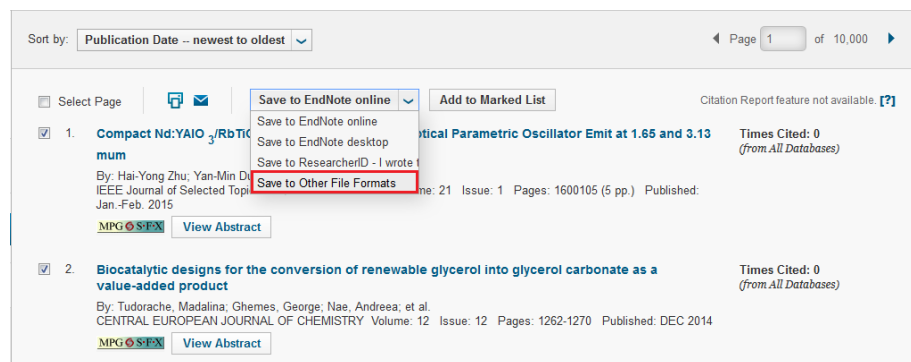 Sort by: Publication Date -- newest to oldest
Page 1 of 10,000
Select Page
Save to EndNote online
Add to Marked List
Citation Report feature not available. [?]
Save to EndNote online
Save to EndNote desktop
Save to ResearcherID - I wrote
Save to Other File Formats
1. Compact Nd:YAlO 3/RbTi ptical Parametric Oscillator Emit at 1.65 and 3.13
mum
By: Hai-Yong Zhu; Yan-Min
IEEE Journal of Selected Topi me: 21 Issue: 1 Pages: 1600105 (5 pp.) Published:
Jan.-Feb. 2015
Times Cited: 0
(from All Databases)
MPG S·F·X View Abstract
2. Biocatalytic designs for the conversion of renewable glycerol into glycerol carbonate as a
value-added product
By: Tudorache, Madalina; Ghemes, George; Nae, Andreea; et al.
CENTRAL EUROPEAN JOURNAL OF CHEMISTRY Volume: 12 Issue: 12 Pages: 1262-1270 Published: DEC 2014
Times Cited: 0
(from All Databases)
MPG S·F·X View Abstract